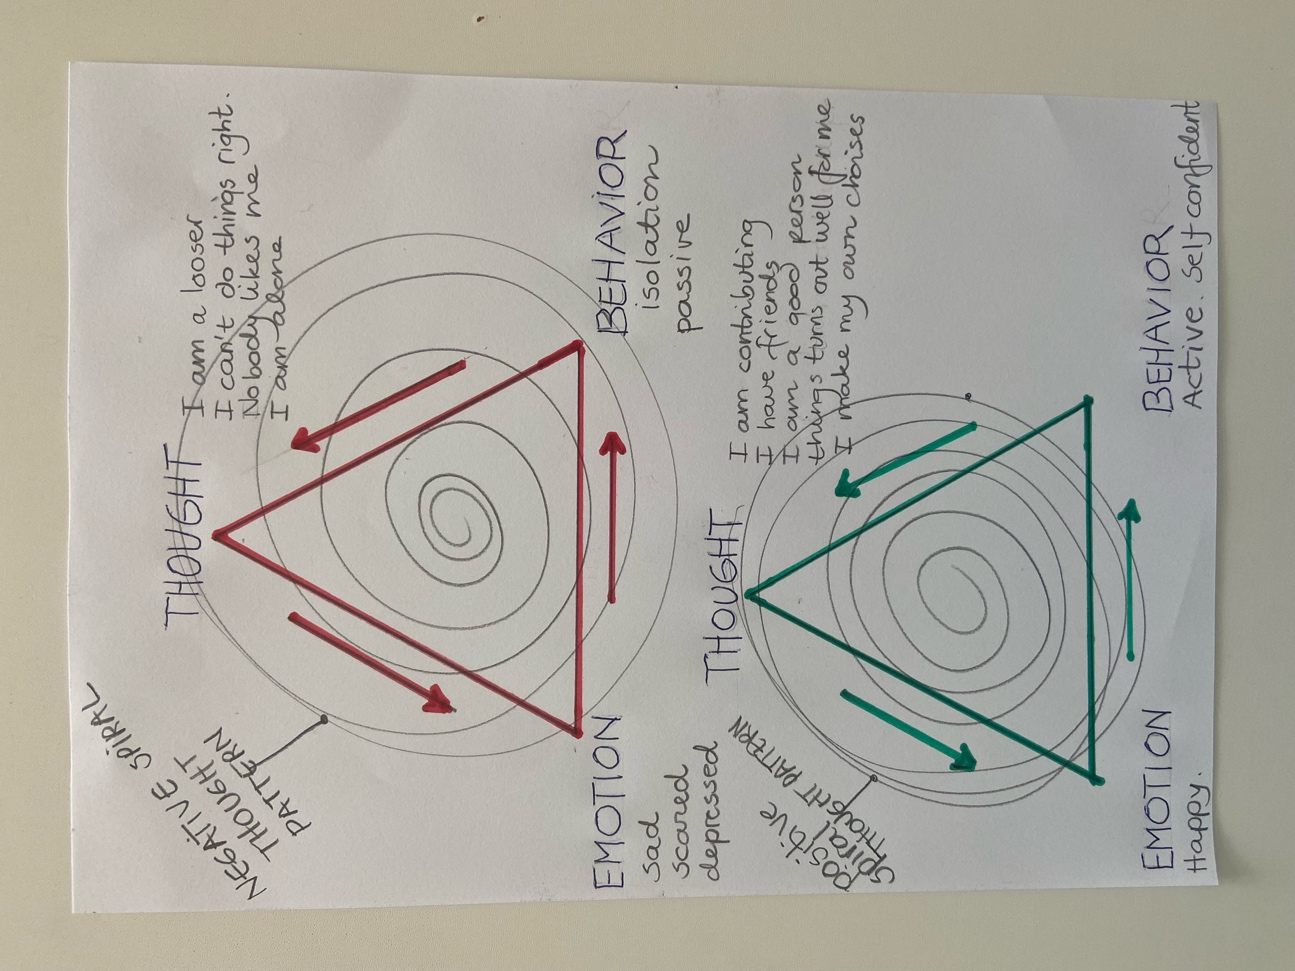 THOUGHT
I am a looser
I can't do things right.
Nobody likes me
I am alone
NEGATIVE SPIRAL
THOUGHT
PATTERN
EMOTION
sad
scared
depressed
BEHAVIOR
isolation
passive
THOUGHT
I am contributing
I have friends
I am a good person
things turns out well for me
I make my own choises
positive
spiral
THOUGHT PATTERN
EMOTION
Happy.
BEHAVIOR
Active. Self confident